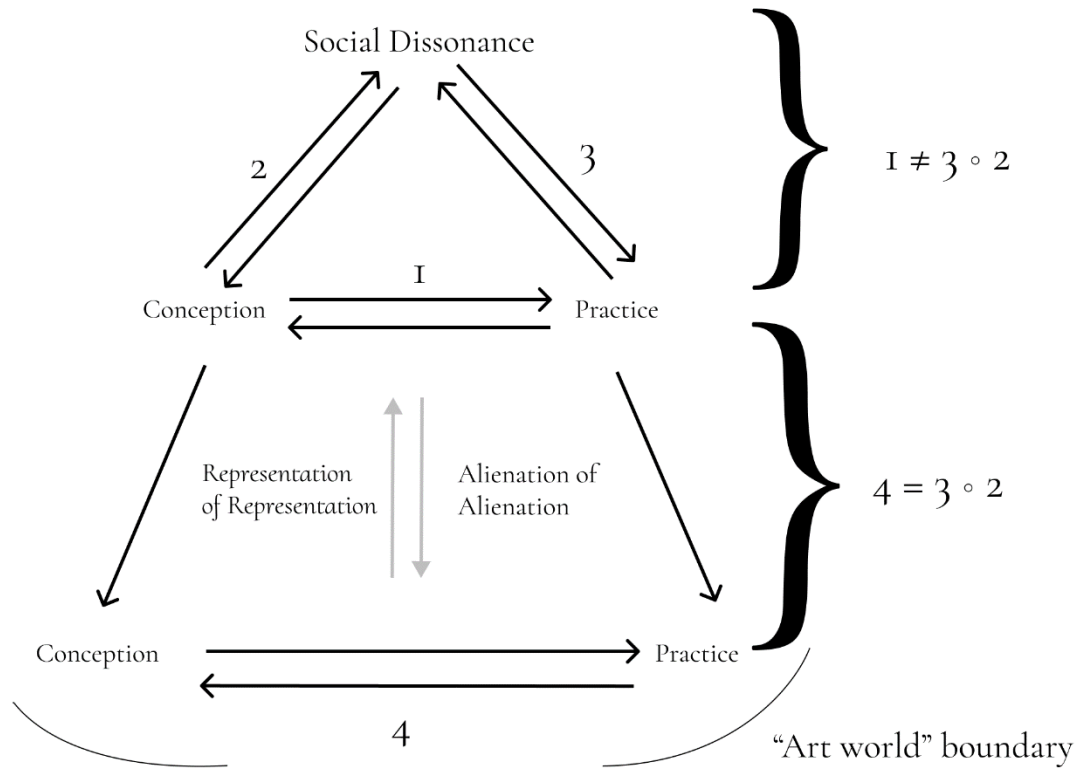 Social Dissonance
2
3
1 ≠ 3 ∘ 2
1
Conception
Practice
Representation
of Representation
Alienation of
Alienation
4 = 3 ∘ 2
Conception
Practice
4
“Art world” boundary